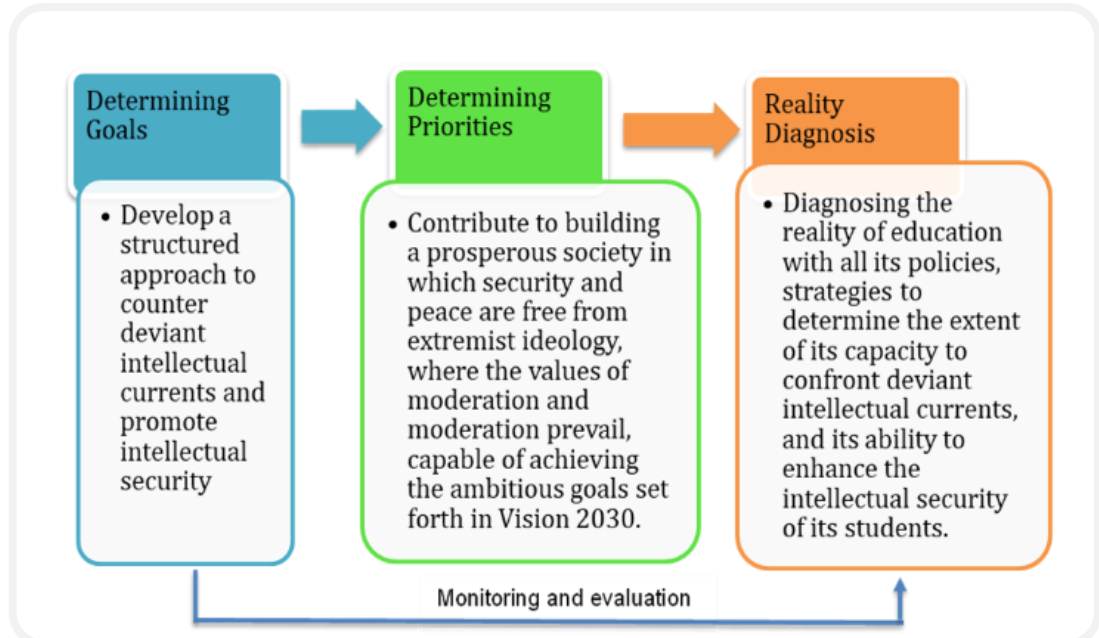 Determining
Goals
• Develop a
structured
approach to
counter
deviant
intellectual
currents and
promote
intellectual
security
Determining
Priorities
• Contribute to building
a prosperous society in
which security and
peace are free from
extremist ideology,
where the values of
moderation and
moderation prevail,
capable of achieving
the ambitious goals set
forth in Vision 2030.
Reality
Diagnosis
• Diagnosing the
reality of education
with all its policies,
strategies to
determine the extent
of its capacity to
confront deviant
intellectual currents,
and its ability to
enhance the
intellectual security
of its students.
Monitoring and evaluation